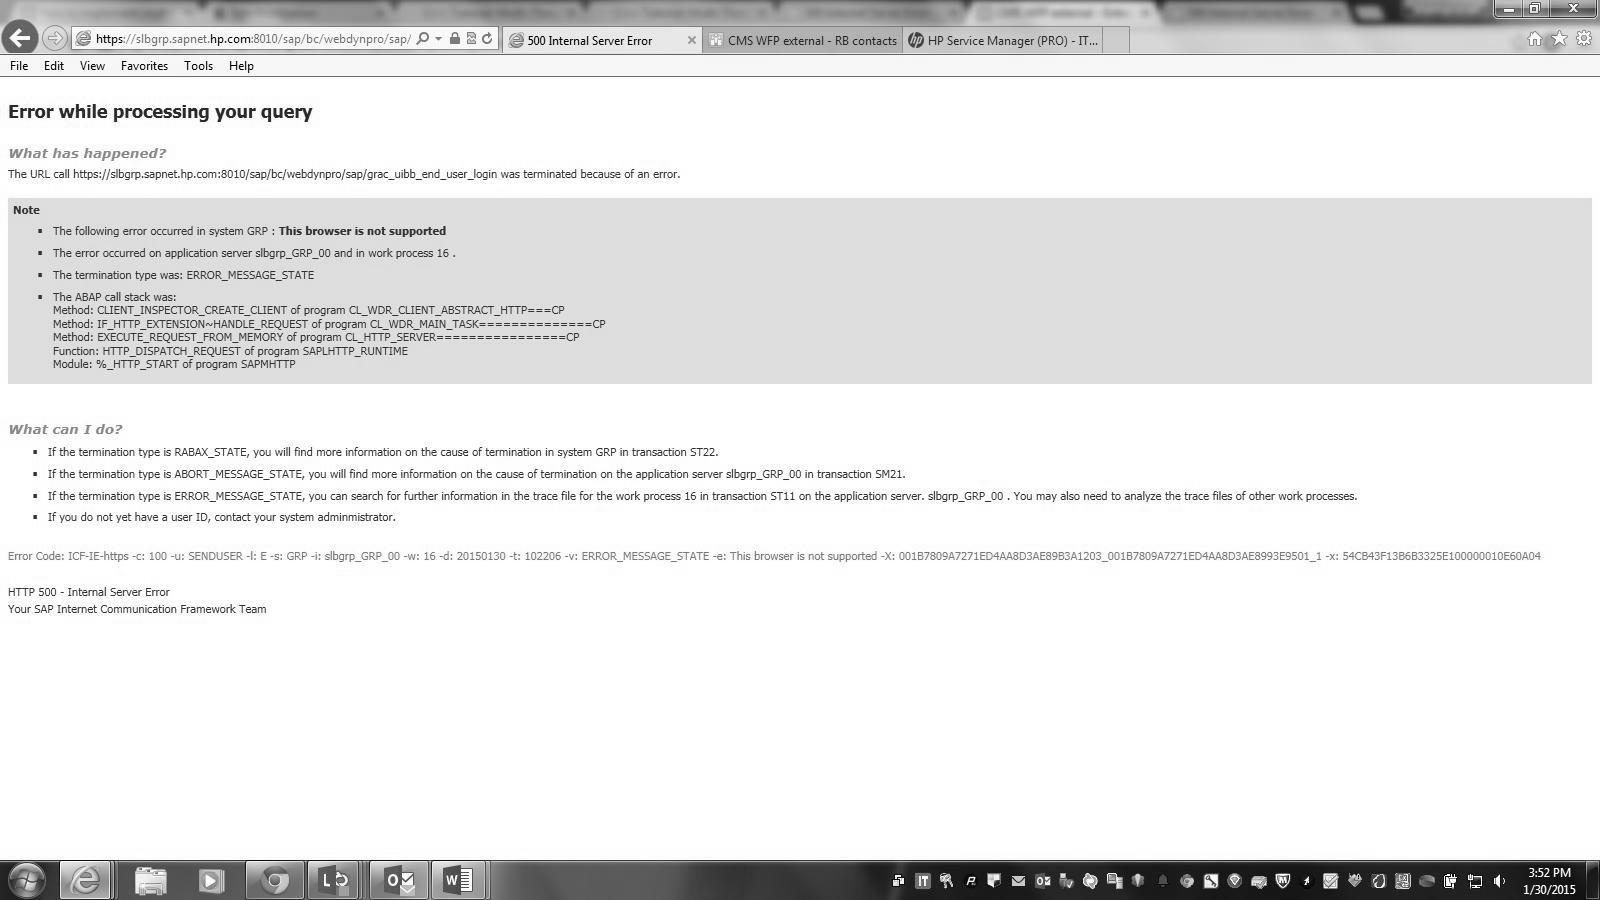 https://slbgrp.sapnet.hp.com:8010/sap/bc/webdynpro/sap/
500 Internal Server Error
CMS WFP external - RB contacts
HP Service Manager (PRO) - IT...
File Edit View Favorites Tools Help
Error while processing your query
What has happened?
The URL call https://slbgrp.sapnet.hp.com:8010/sap/bc/webdynpro/sap/grac_uibb_end_user_login was terminated because of an error.
Note
The following error occurred in system GRP : This browser is not supported
The error occurred on application server slbgrp_GRP_00 and in work process 16 .
The termination type was: ERROR_MESSAGE_STATE
The ABAP call stack was:
Method: CLIENT_INSPECTOR_CREATE_CLIENT of program CL_WDR_CLIENT_ABSTRACT_HTTP===CP
Method: IF_HTTP_EXTENSION~HANDLE_REQUEST of program CL_WDR_MAIN_TASK==============CP
Method: EXECUTE_REQUEST_FROM_MEMORY of program CL_HTTP_SERVER================CP
Function: HTTP_DISPATCH_REQUEST of program SAPLHTTP_RUNTIME
Module: %_HTTP_START of program SAPMHTTP
What can I do?
If the termination type is RABAX_STATE, you will find more information on the cause of termination in system GRP in transaction ST22.
If the termination type is ABORT_MESSAGE_STATE, you will find more information on the cause of termination on the application server slbgrp_GRP_00 in transaction SM21.
If the termination type is ERROR_MESSAGE_STATE, you can search for further information in the trace file for the work process 16 in transaction ST11 on the application server. slbgrp_GRP_00 . You may also need to analyze the trace files of other work processes.
If you do not yet have a user ID, contact your system adminmistrator.
Error Code: ICF-IE-https -c: 100 -u: SENDUSER -l: E -s: GRP -i: slbgrp_GRP_00 -w: 16 -d: 20150130 -t: 102206 -v: ERROR_MESSAGE_STATE -e: This browser is not supported -X: 001B7809A7271ED4AA8D3AE89B3A1203_001B7809A7271ED4AA8D3AE8993E9501_1 -x: 54CB43F13B6B3325E100000010E60A04
HTTP 500 - Internal Server Error
Your SAP Internet Communication Framework Team
3:52 PM
1/30/2015